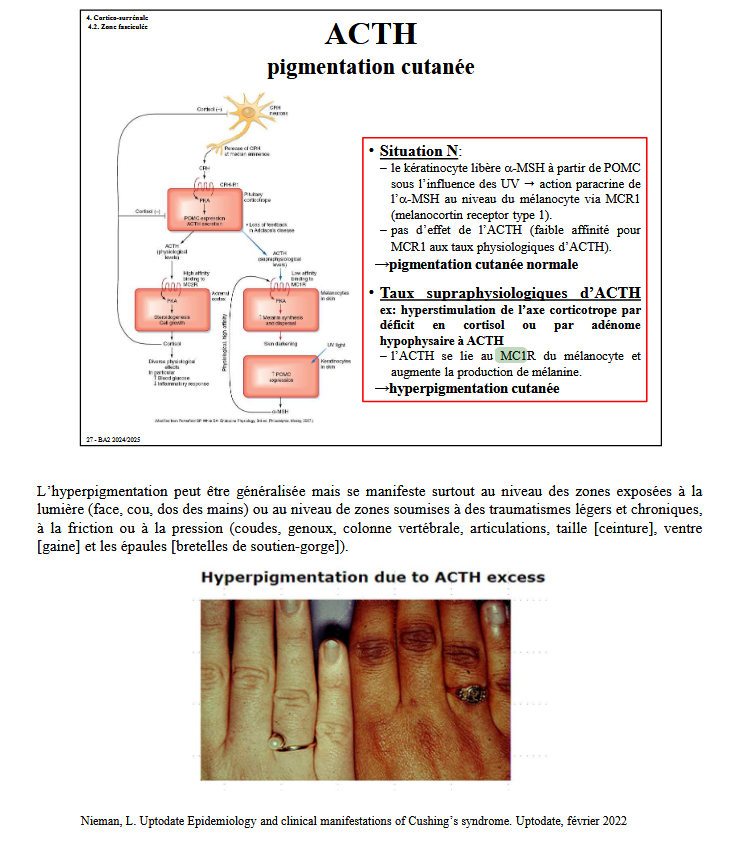 4. Cortico-surrénale
4.2. Zone fasciculée
ACTH
pigmentation cutanée
Cortisol (-)
CRH
neurons
Release of CRH
at median eminence
CRH
CRH-R1
Pituitary
corticotrope
PKA
POMC expression
ACTH secretion
Cortisol (-)
• Loss of feedback
in Addison's disease
ACTH
(physiological
levels)
ACTH
(supraphysiological
levels)
High affinity
binding to
MC2R
Low affinity
binding to
MC1R
Adrenal
cortex
Melanocytes
in skin
PKA
PKA
Steroidogenesis
Cell growth
↑ Melanin synthesis
and dispersal
Cortisol
Skin darkening
UV light
Diverse physiological
effects
In particular
↑ Blood glucose
↓ Inflammatory response
Physiological, high affinity
Keratinocytes
in skin
↑ POMC
expression
α-MSH
• Situation N:
– le kératinocyte libère α-MSH à partir de POMC
sous l'influence des UV → action paracrine de
l'α-MSH au niveau du mélanocyte via MCR1
(melanocortin receptor type 1).
– pas d'effet de l'ACTH (faible affinité pour
MCR1 aux taux physiologiques d'ACTH).
→pigmentation cutanée normale
• Taux supraphysiologiques d'ACTH
ex: hyperstimulation de l'axe corticotrope par
déficit en cortisol ou par adénome
hypophysaire à ACTH
– l'ACTH se lie au MC1R du mélanocyte et
augmente la production de mélanine.
→hyperpigmentation cutanée
27 - BA2 2024/2025
L'hyperpigmentation peut être généralisée mais se manifeste surtout au niveau des zones exposées à la
lumière (face, cou, dos des mains) ou au niveau de zones soumises à des traumatismes légers et chroniques,
à la friction ou à la pression (coudes, genoux, colonne vertébrale, articulations, taille [ceinture], ventre
[gaine] et les épaules [bretelles de soutien-gorge]).
Hyperpigmentation due to ACTH excess
Nieman, L. Uptodate Epidemiology and clinical manifestations of Cushing's syndrome. Uptodate, février 2022